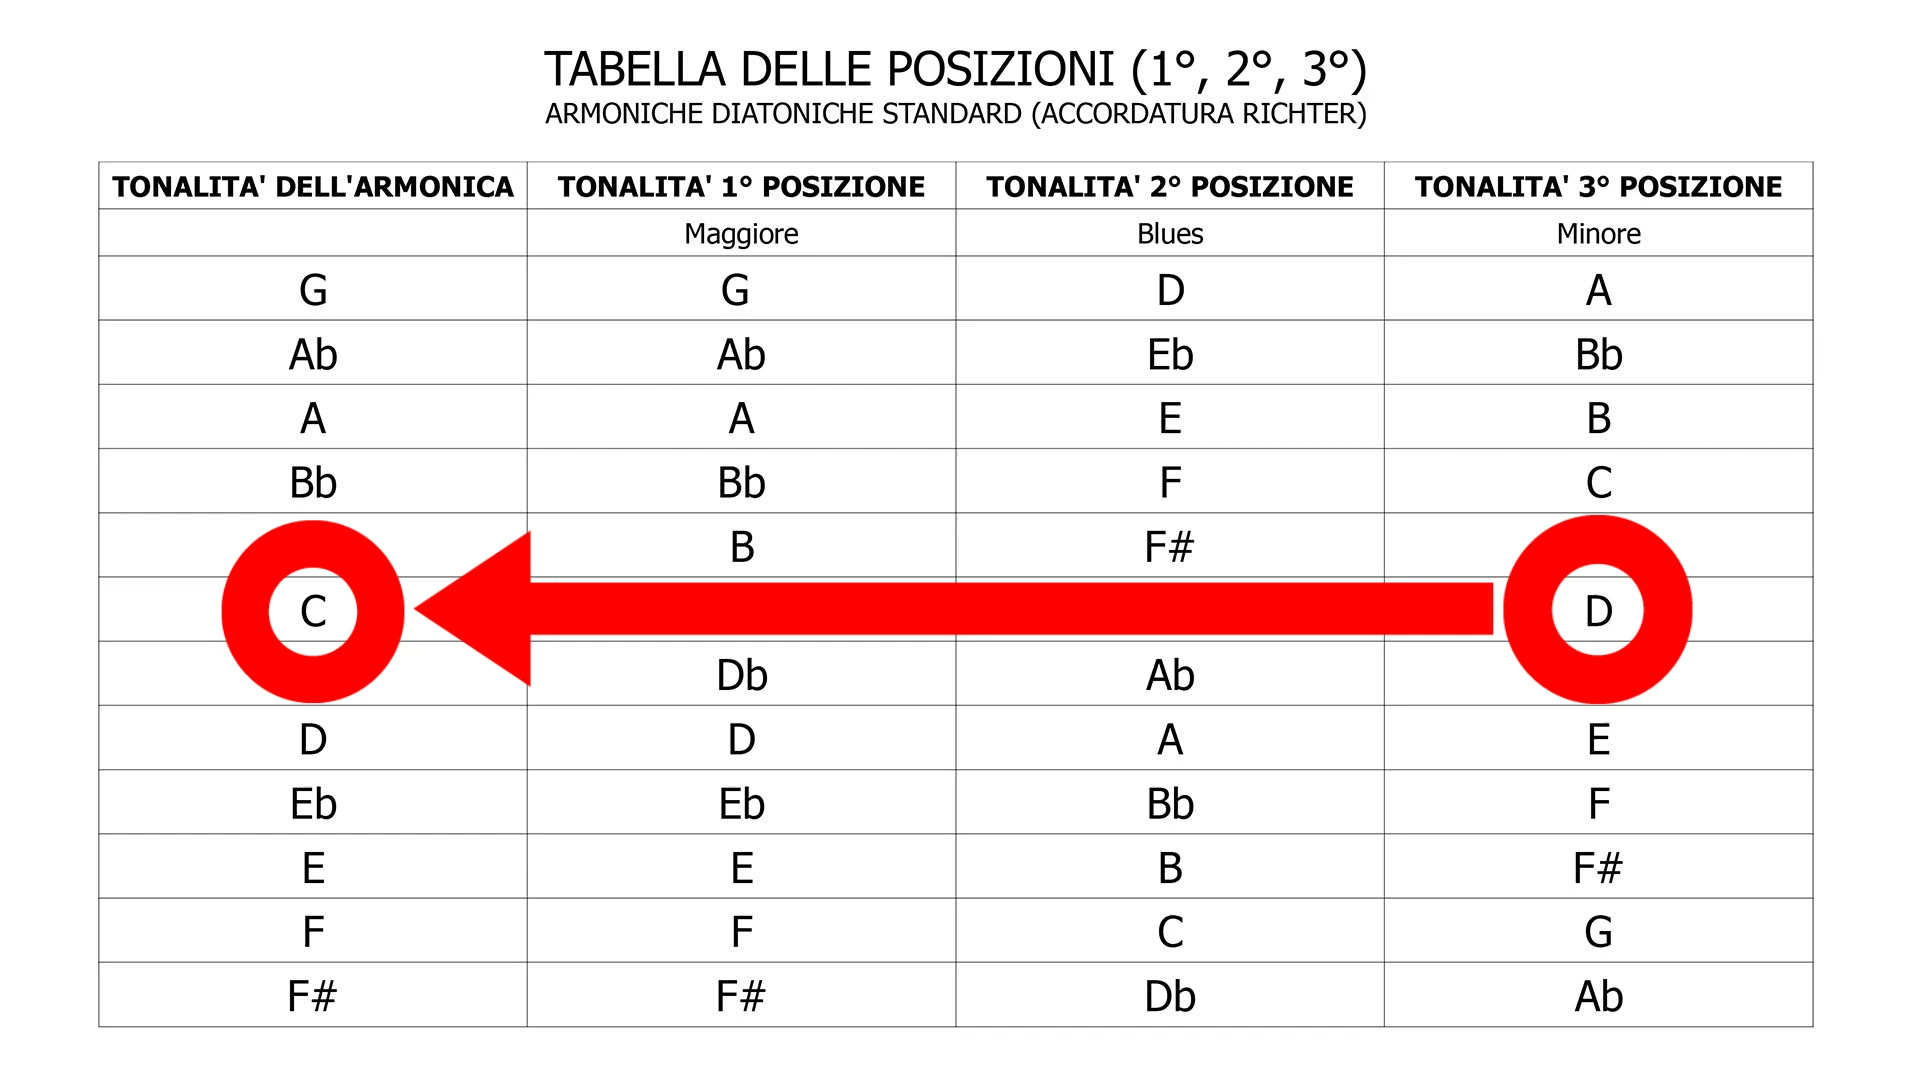 TABELLA DELLE POSIZIONI (1°, 2°, 3°)
ARMONICHE DIATONICHE STANDARD (ACCORDATURA RICHTER)
TONALITA' DELL'ARMONICA TONALITA' 1° POSIZIONE TONALITA' 2° POSIZIONE TONALITA' 3° POSIZIONE
Maggiore Blues Minore
G G D A
Ab Ab Eb Bb
A A E B
Bb Bb F C
B F#
C D
Db Ab
D D A E
Eb Eb Bb F
E E B F#
F F C G
F# F# Db Ab